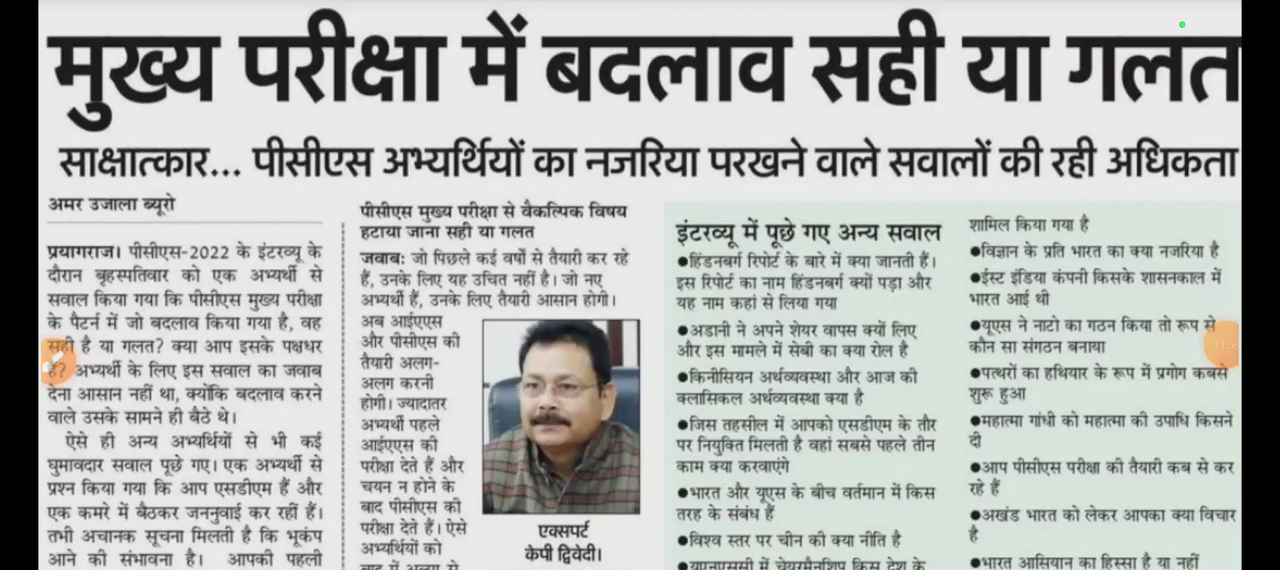 मुख्य परीक्षा में बदलाव सही या गलत
साक्षात्कार... पीसीएस अभ्यर्थियों का नजरिया परखने वाले सवालों की रही अधिकता
अमर उजाला ब्यूरो
प्रयागराज। पीसीएस-2022 के इंटरव्यू के
दौरान बृहस्पतिवार को एक अभ्यर्थी से
सवाल किया गया कि पीसीएस मुख्य परीक्षा
के पैटर्न में जो बदलाव किया गया है, वह
सही है या गलत? क्या आप इसके पक्षधर
है? अभ्यर्थी के लिए इस सवाल का जवाब
देना आसान नहीं था, क्योंकि बदलाव करने
वाले उसके सामने ही बैठे थे।
ऐसे ही अन्य अभ्यर्थियों से भी कई
घुमावदार सवाल पूछे गए। एक अभ्यर्थी से
प्रश्न किया गया कि आप एसडीएम हैं और
एक कमरे में बैठकर जननुवाई कर रहीं हैं।
तभी अचानक सूचना मिलती है कि भूकंप
आने की संभावना है। आपकी पहली
पीसीएस मुख्य परीक्षा से वैकल्पिक विषय
हटाया जाना सही या गलत
जवाब: जो पिछले कई वर्षों से तैयारी कर रहे
हैं, उनके लिए यह उचित नहीं है। जो नए
अभ्यर्थी हैं, उनके लिए तैयारी आसान होगी।
अब आईएएस
और पीसीएस की
तैयारी अलग-
अलग करनी
होगी। ज्यादातर
अभ्यर्थी पहले
आईएएस की
परीक्षा देते हैं और
चयन न होने के
बाद पीसीएस की
परीक्षा देते हैं। ऐसे
अभ्यर्थियों को
बाद में अलग से
एक्सपर्ट
केपी द्विवेदी।
इंटरव्यू में पूछे गए अन्य सवाल
●हिंडनबर्ग रिपोर्ट के बारे में क्या जानती हैं।
इस रिपोर्ट का नाम हिंडनबर्ग क्यों पड़ा और
यह नाम कहां से लिया गया
●अडानी ने अपने शेयर वापस क्यों लिए
और इस मामले में सेबी का क्या रोल है
●किनीसियन अर्थव्यवस्था और आज की
क्लासिकल अर्थव्यवस्था क्या है
●जिस तहसील में आपको एसडीएम के तौर
पर नियुक्ति मिलती है वहां सबसे पहले तीन
काम क्या करवाएंगे
●भारत और यूएस के बीच वर्तमान में किस
तरह के संबंध हैं
●विश्व स्तर पर चीन की क्या नीति है
●यूएनएससी में चेयरमैनशिप किस देश के
शामिल किया गया है
●विज्ञान के प्रति भारत का क्या नजरिया है
●ईस्ट इंडिया कंपनी किसके शासनकाल में
भारत आई थी
●यूएस ने नाटो का गठन किया तो रूप से
कौन सा संगठन बनाया
●पत्थरों का हथियार के रूप में प्रगोग कबसे
शुरू हुआ
●महात्मा गांधी को महात्मा की उपाधि किसने
दी
●आप पीसीएस परीक्षा की तैयारी कब से कर
रहे हैं
●अखंड भारत को लेकर आपका क्या विचार
है
●भारत आसियान का हिस्सा है या नहीं